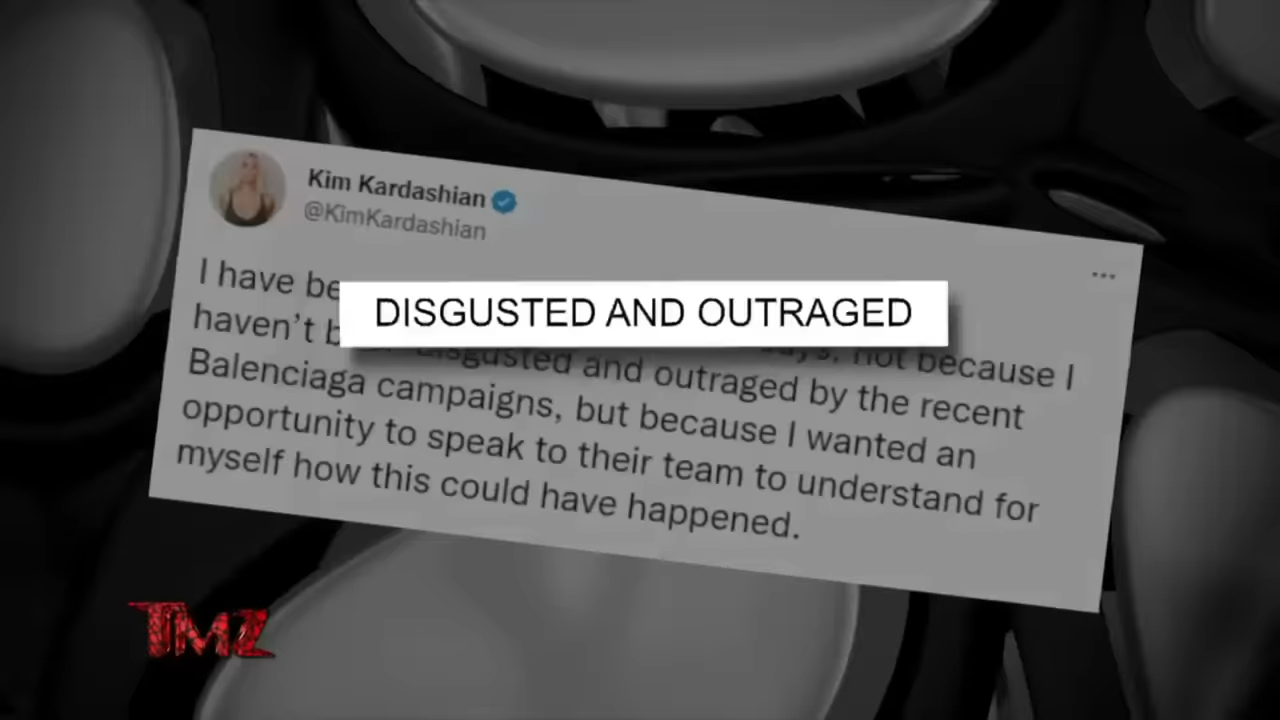 Kim Kardashian
@KimKardashian
I have be
DISGUSTED AND OUTRAGED
not because I
haven't disgusted and outraged by the recent
Balenciaga campaigns, but because I wanted an
opportunity to speak to their team to understand for
myself how this could have happened.
TMZ